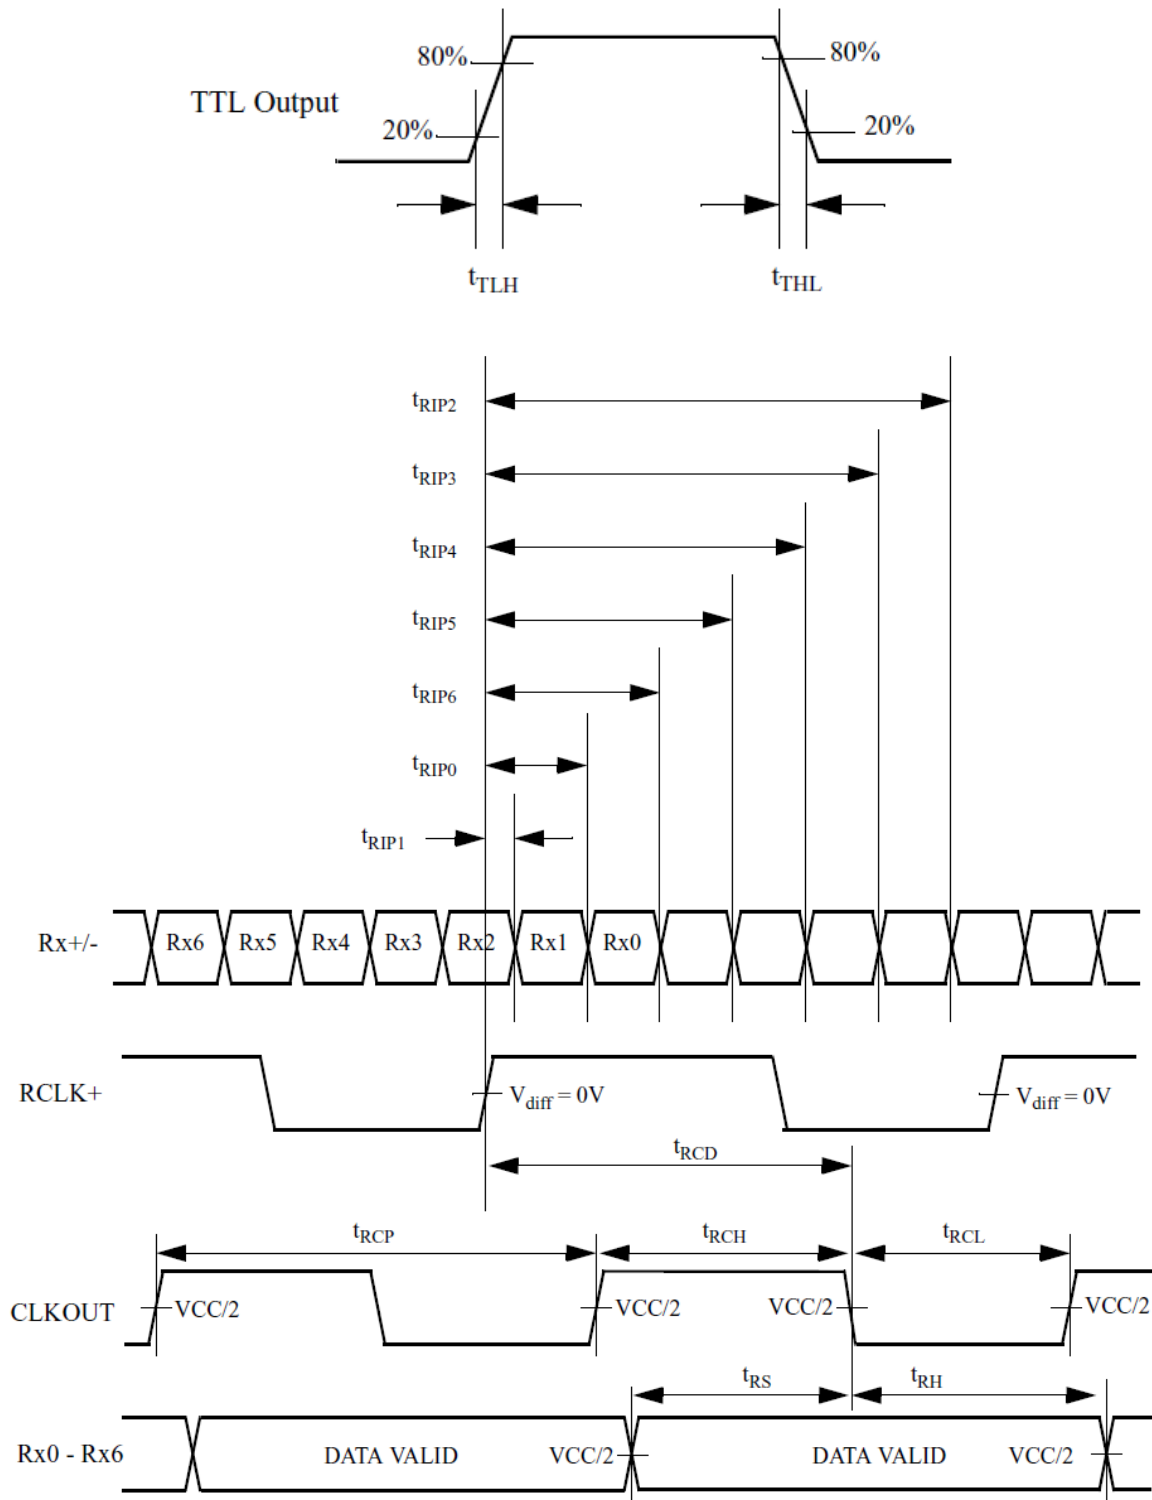 80% 80%
TTL Output
20% 20%
tTLH tTHL
tRIP2
tRIP3
tRIP4
tRIP5
tRIP6
tRIP0
tRIP1
Rx+/- Rx6 Rx5 Rx4 Rx3 Rx2 Rx1 Rx0
RCLK+ Vdiff = 0V Vdiff = 0V
tRCD
tRCP tRCH tRCL
CLKOUT VCC/2 VCC/2 VCC/2 VCC/2
tRS tRH
Rx0 - Rx6 DATA VALID VCC/2 DATA VALID VCC/2